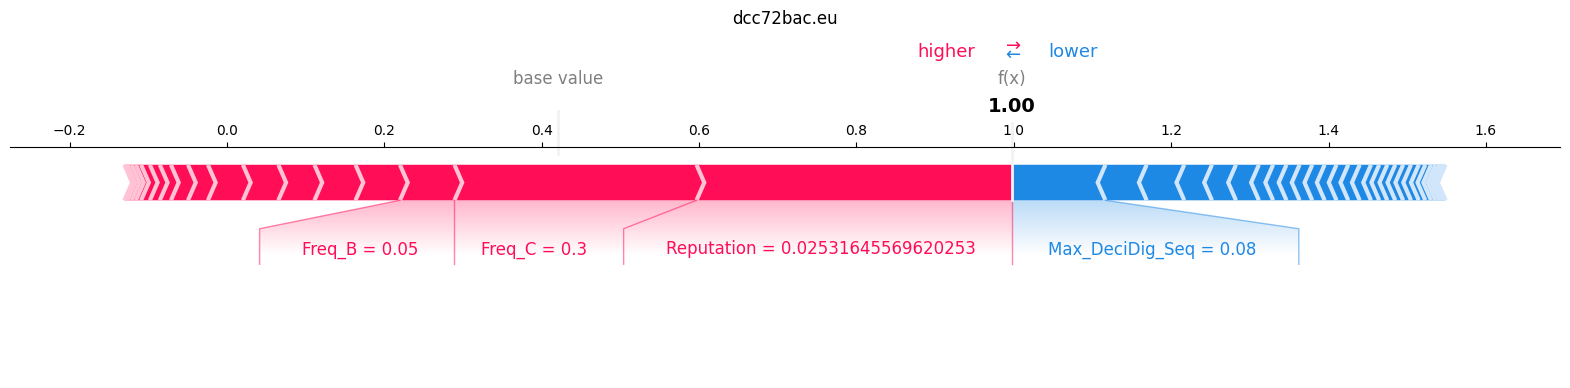 dcc72bac.eu
higher → ← lower
base value f(x)
1.00
−0.2 0.0 0.2 0.4 0.6 0.8 1.0 1.2 1.4 1.6
Freq_B = 0.05 Freq_C = 0.3 Reputation = 0.02531645569620253 Max_DeciDig_Seq = 0.08